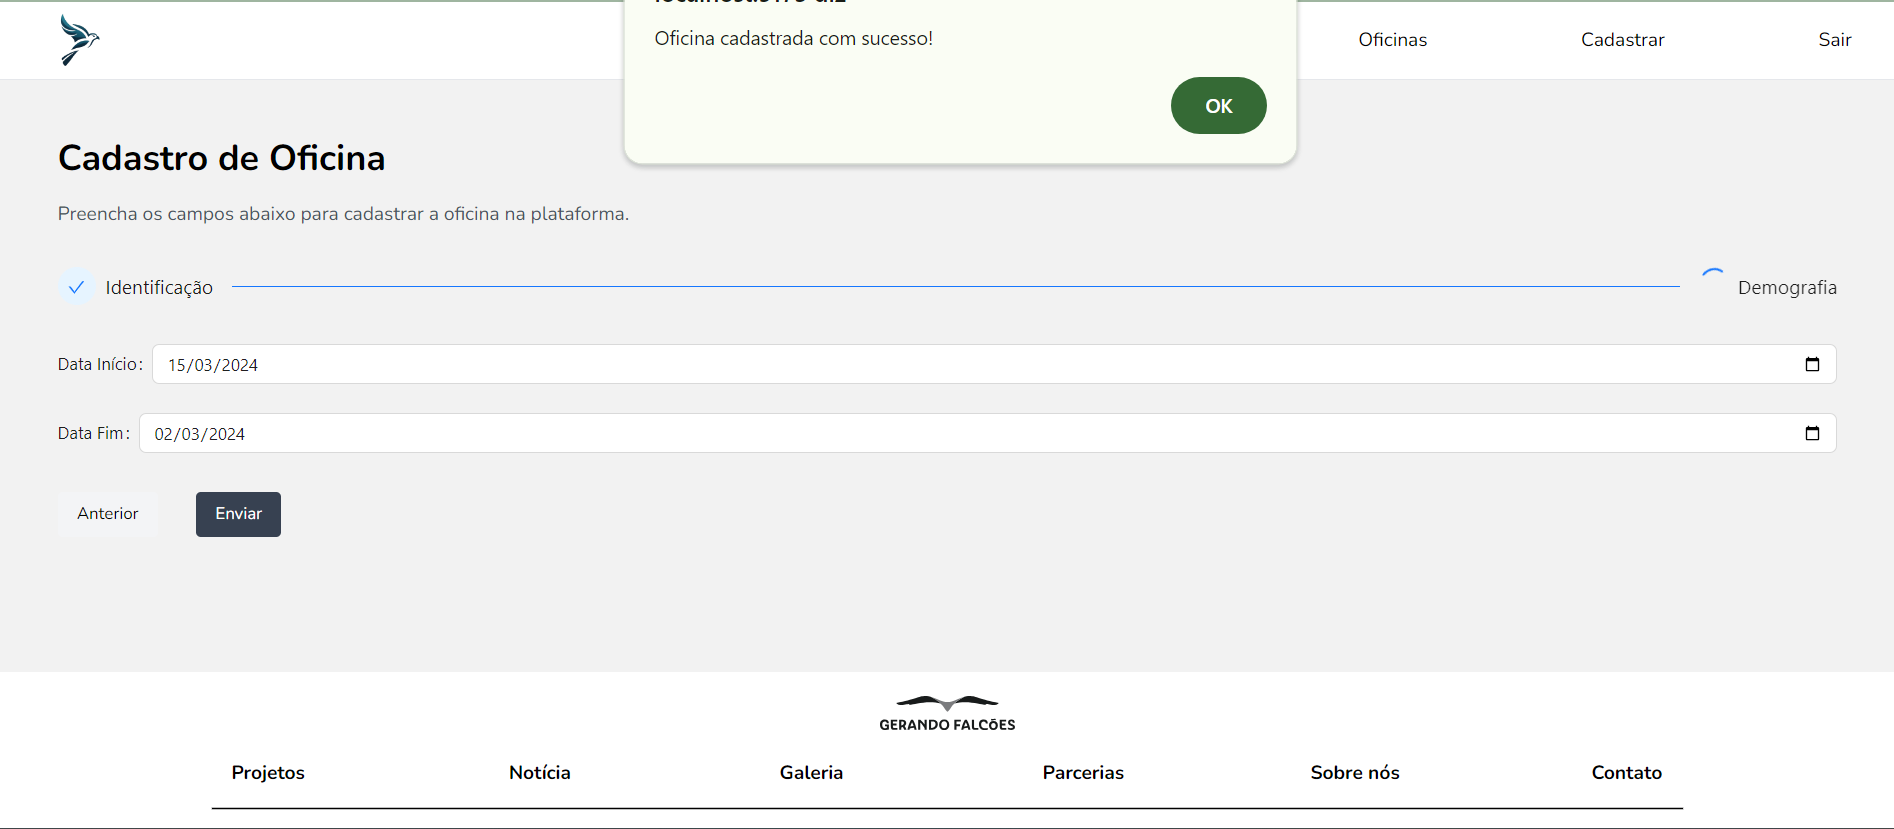 Oficina cadastrada com sucesso!
OK
Oficinas
Cadastrar
Sair
Cadastro de Oficina
Preencha os campos abaixo para cadastrar a oficina na plataforma.
Identificação
Demografia
Data Início: 15/03/2024
Data Fim: 02/03/2024
Anterior
Enviar
GERANDO FALCÕES
Projetos
Notícia
Galeria
Parcerias
Sobre nós
Contato